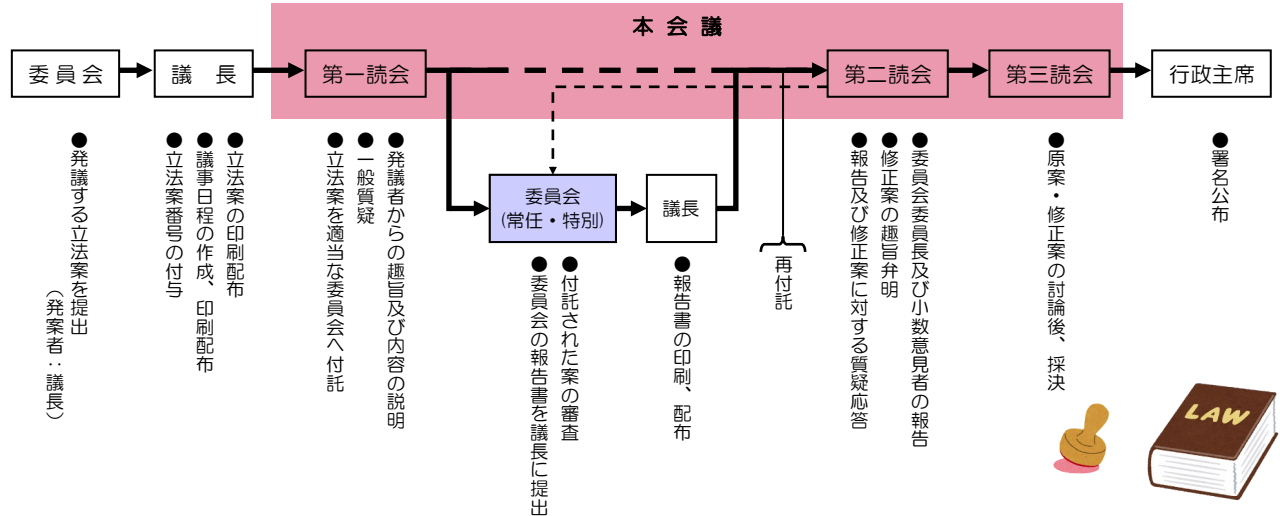 本会議
委員会
議長
第一読会
第二読会
第三読会
行政主席
委員会
(常任・特別)
議長
再付託
●発議する立法案を提出
（発案者：議長）
●立法案の印刷配布
●議事日程の作成、印刷配布
●立法案番号の付与
●発議者からの趣旨及び内容の説明
●一般質疑
●立法案を適当な委員会へ付託
●付託された案の審査
●委員会の報告書を議長に提出
●報告書の印刷、配布
●委員会委員長及び小数意見者の報告
●修正案の趣旨弁明
●報告及び修正案に対する質疑応答
●原案・修正案の討論後、採決
●署名公布
LAW